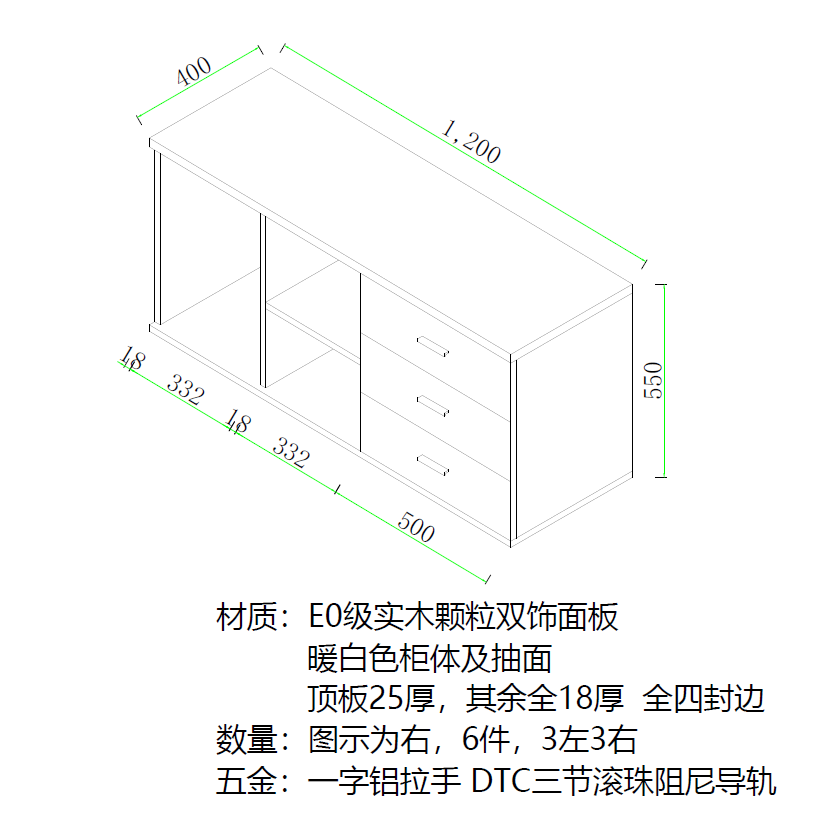 400
1,200
550
18
332
18
332
500
材质：E0级实木颗粒双饰面板
暖白色柜体及抽面
顶板25厚，其余全18厚 全四封边
数量：图示为右，6件，3左3右
五金：一字铝拉手 DTC三节滚珠阻尼导轨